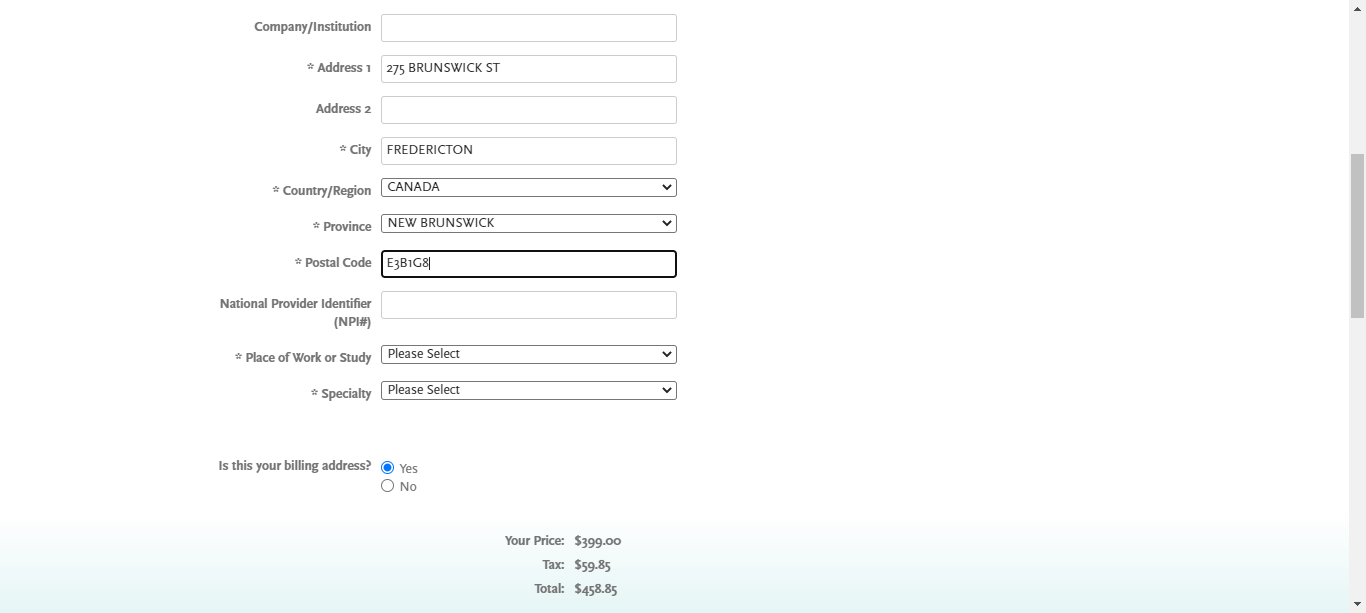 Company/Institution
* Address 1 275 BRUNSWICK ST
Address 2
* City FREDERICTON
* Country/Region CANADA
* Province NEW BRUNSWICK
* Postal Code E3B1G8
National Provider Identifier
(NPI#)
* Place of Work or Study Please Select
* Specialty Please Select
Is this your billing address? Yes
No
Your Price: $399.00
Tax: $59.85
Total: $458.85